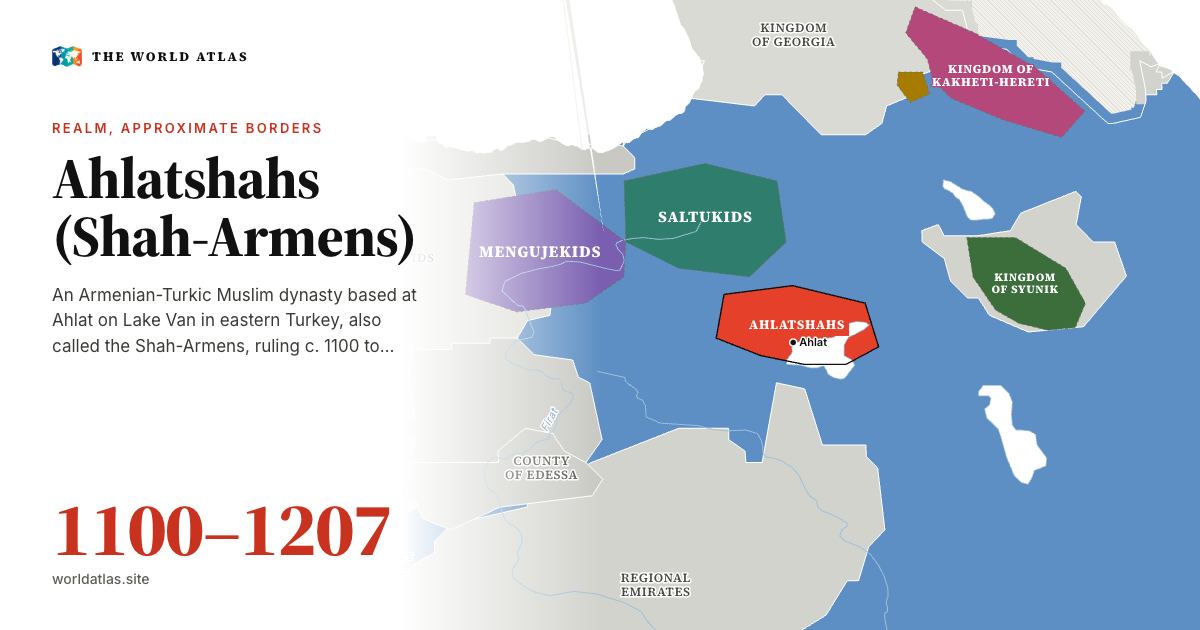 THE WORLD ATLAS
REALM, APPROXIMATE BORDERS
Ahlatshahs
(Shah-Armens)
An Armenian-Turkic Muslim dynasty based at
Ahlat on Lake Van in eastern Turkey, also
called the Shah-Armens, ruling c. 1100 to...
1100–1207
worldatlas.site
KINGDOM
OF GEORGIA
KINGDOM OF
KAKHETI-HERETI
SALTUKIDS
MENGUJEKIDS
KINGDOM
OF SYUNIK
AHLATSHAHS
Ahlat
Firat
COUNTY
OF EDESSA
REGIONAL
EMIRATES